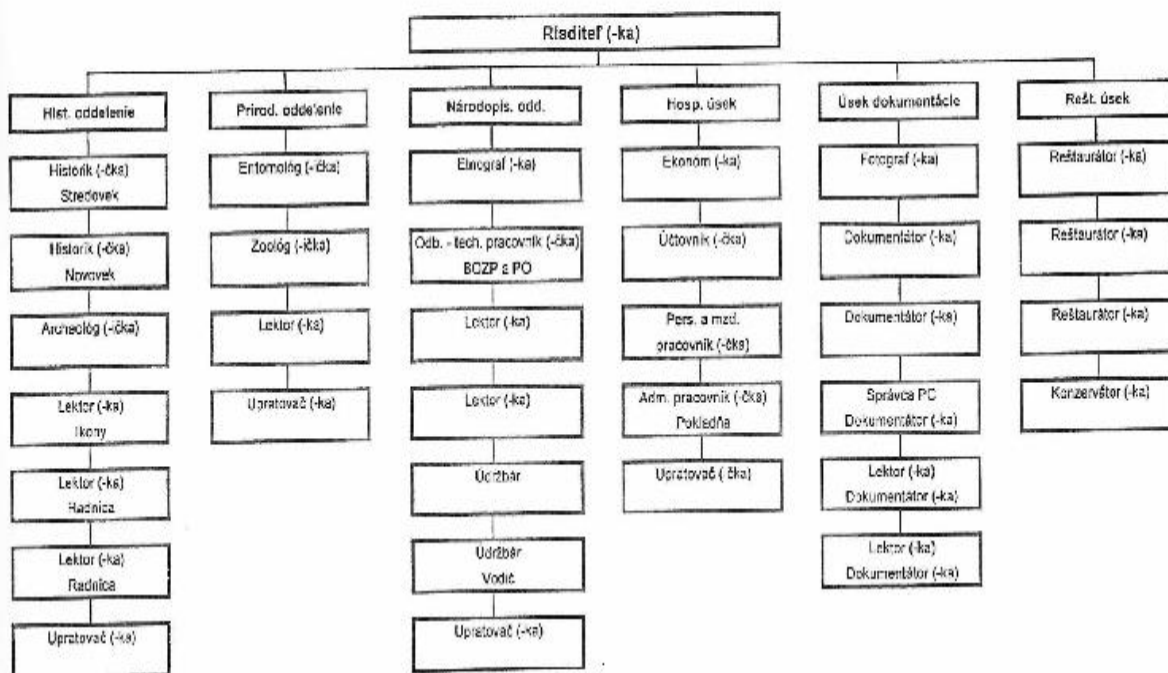 Riaditeľ (-ka)
Hist. oddelenie
Historik (-čka)
Stredovek
Historik (-čka)
Novovek
Archeológ (-ička)
Lektor (-ka)
Ikony
Lektor (-ka)
Radnica
Lektor (-ka)
Radnica
Upratovač (-ka)
Prírod. oddelenie
Entomológ (-ička)
Zoológ (-ička)
Lektor (-ka)
Upratovač (-ka)
Národopis. odd.
Etnograf (-ka)
Odb. - tech. pracovník (-čka)
BOZP a PO
Lektor (-ka)
Lektor (-ka)
Údržbár
Údržbár
Vodič
Upratovač (-ka)
Hosp. úsek
Ekonóm (-ka)
Účtovník (-čka)
Pers. a mzd.
pracovník (-čka)
Adm. pracovník (-čka)
Pokladňa
Upratovač (-čka)
Úsek dokumentácie
Fotograf (-ka)
Dokumentátor (-ka)
Dokumentátor (-ka)
Správca PC
Dokumentátor (-ka)
Lektor (-ka)
Dokumentátor (-ka)
Lektor (-ka)
Dokumentátor (-ka)
Rešt. úsek
Reštaurátor (-ka)
Reštaurátor (-ka)
Reštaurátor (-ka)
Konzervátor (-ka)